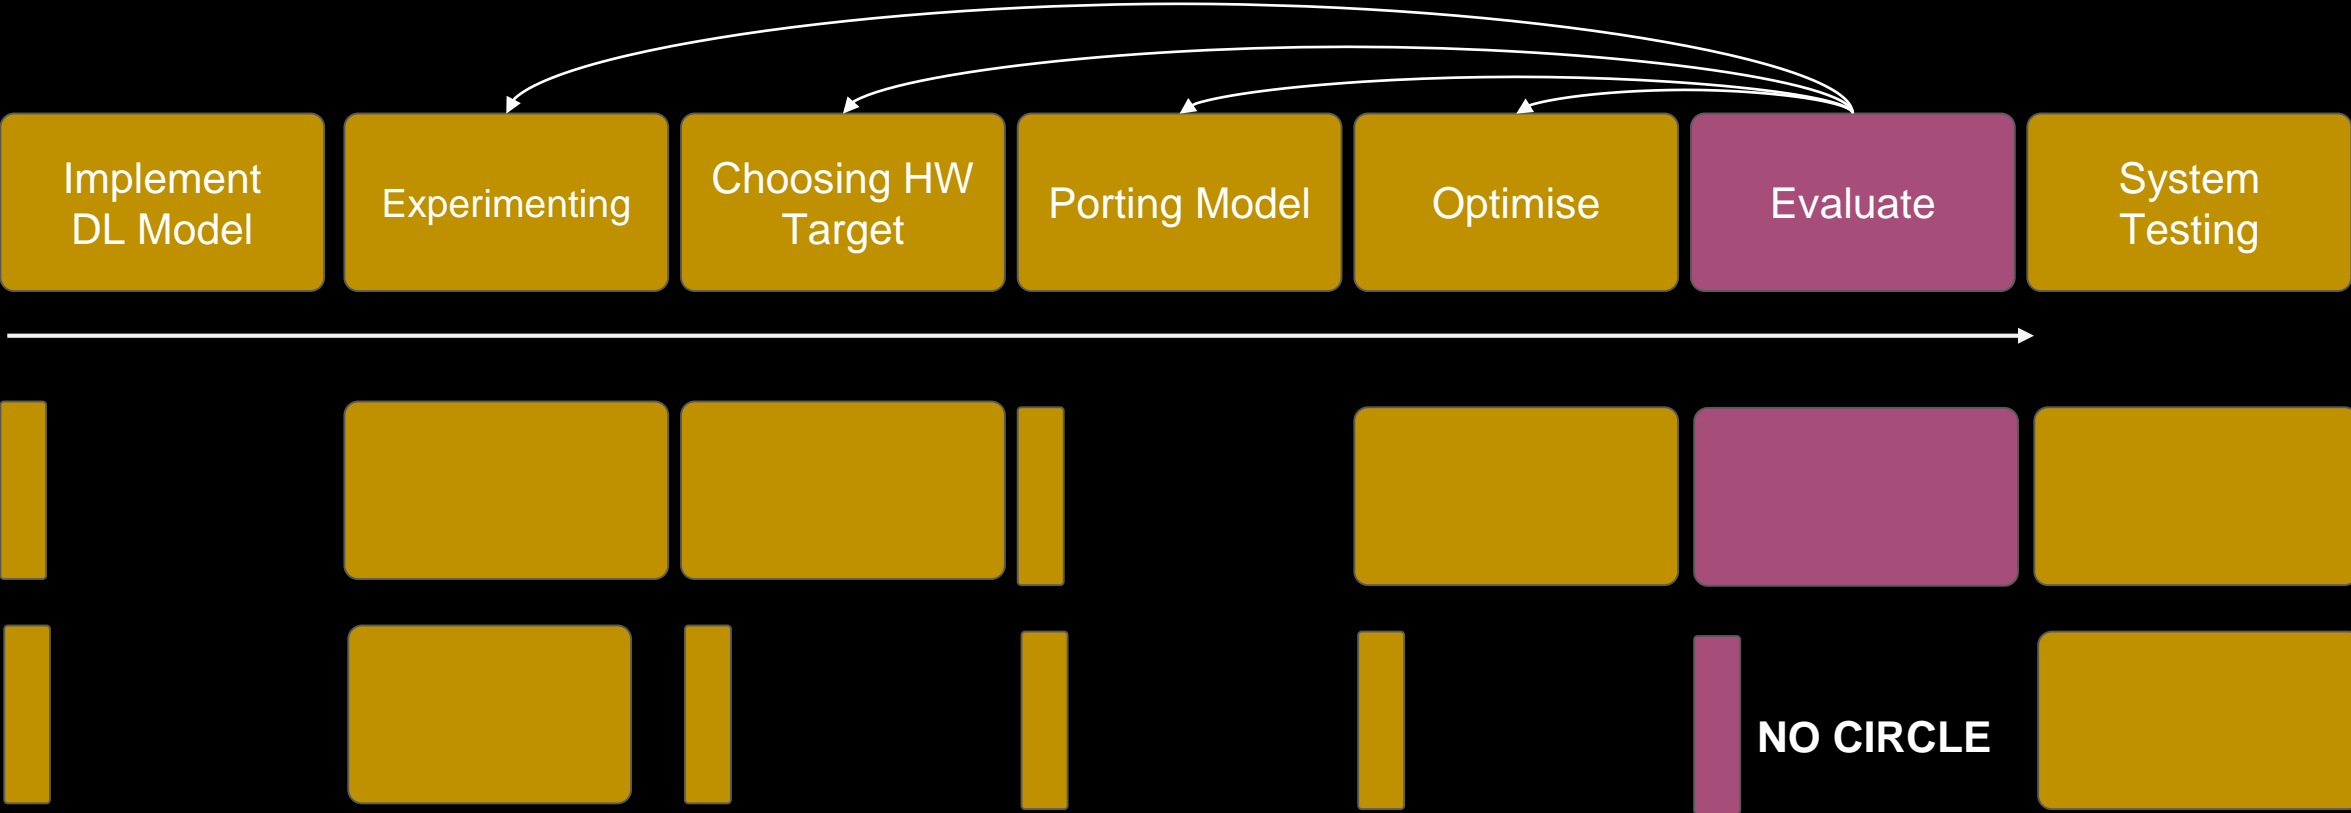 Implement
DL Model
Experimenting
Choosing HW
Target
Porting Model
Optimise
Evaluate
System
Testing
NO CIRCLE